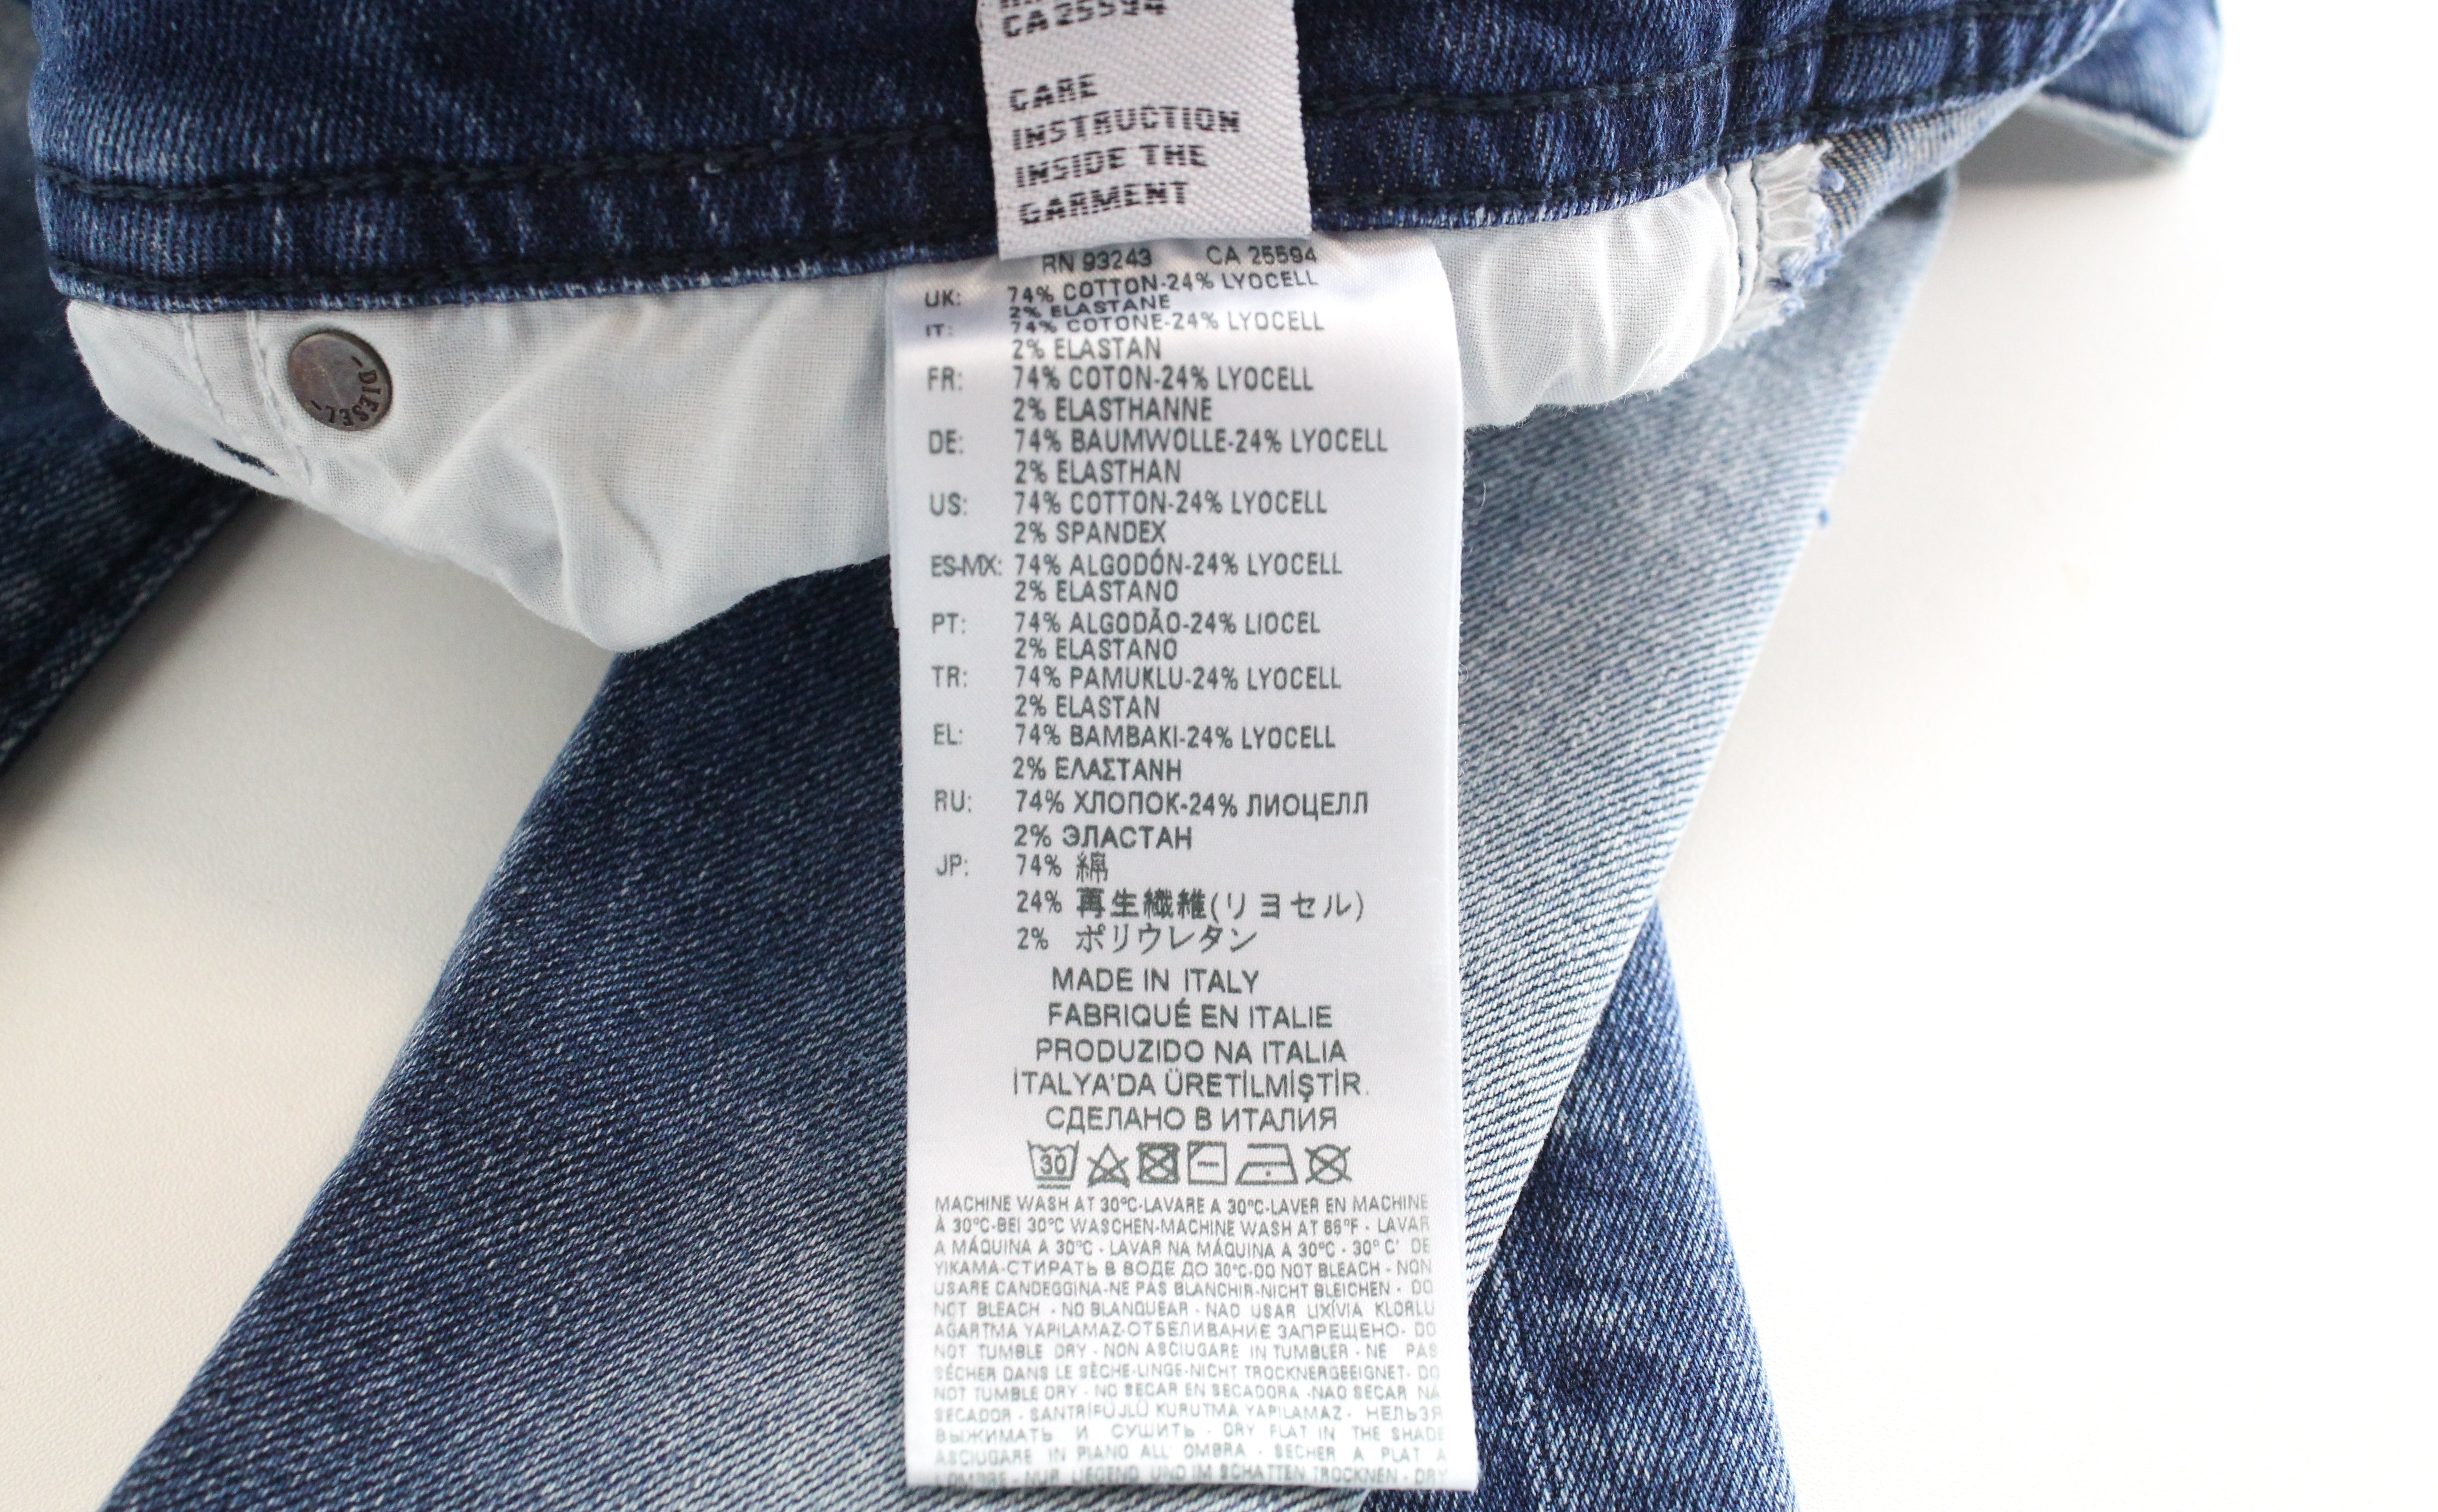 CA 25594
CARE
INSTRUCTION
INSIDE THE
GARMENT
RN 93243 CA 25594
UK: 74% COTTON-24% LYOCELL
2% ELASTANE
IT: 74% COTONE-24% LYOCELL
2% ELASTAN
FR: 74% COTON-24% LYOCELL
2% ELASTHANNE
DE: 74% BAUMWOLLE-24% LYOCELL
2% ELASTHAN
US: 74% COTTON-24% LYOCELL
2% SPANDEX
ES-MX: 74% ALGODÓN-24% LYOCELL
2% ELASTANO
PT: 74% ALGODÃO-24% LIOCEL
2% ELASTANO
TR: 74% PAMUKLU-24% LYOCELL
2% ELASTAN
EL: 74% BAMBAKI-24% LYOCELL
2% ΕΛΑΣΤΑΝΗ
RU: 74% ХЛОПОК-24% ЛИОЦЕЛЛ
2% ЭЛАСТАН
JP: 74% 綿
24% 再生繊維(リヨセル)
2% ポリウレタン
MADE IN ITALY
FABRIQUÉ EN ITALIE
PRODUZIDO NA ITALIA
İTALYA'DA ÜRETİLMİŞTİR.
СДЕЛАНО В ИТАЛИЯ
30
MACHINE WASH AT 30°C-LAVARE A 30°C-LAVER EN MACHINE
À 30°C-BEI 30°C WASCHEN-MACHINE WASH AT 86°F - LAVAR
A MÁQUINA A 30°C - LAVAR NA MÁQUINA A 30°C - 30° C' DE
YIKAMA-СТИРАТЬ В ВОДЕ ДО 30°C-DO NOT BLEACH - NON
USARE CANDEGGINA-NE PAS BLANCHIR-NICHT BLEICHEN - DO
NOT BLEACH - NO BLANQUEAR - NAO USAR LIXÍVIA KLORLU
AGARTMA YAPILAMAZ-ОТБЕЛИВАНИЕ ЗАПРЕЩЕНО- DO
NOT TUMBLE DRY - NON ASCIUGARE IN TUMBLER - NE PAS
SÉCHER DANS LE SÈCHE-LINGE-NICHT TROCKNERGEEIGNET- DO
NOT TUMBLE DRY - NO SECAR EN SECADORA -NAO SECAR NA
SECADOR - SANTRİFÜJLÜ KURUTMA YAPILAMAZ - НЕЛЬЗЯ
ВЫЖИМАТЬ И СУШИТЬ - DRY FLAT IN THE SHADE
ASCIUGARE IN PIANO ALL' OMBRA - SÉCHER A PLAT A
L'OMBRE - NUR LIEGEND UND IM SCHATTEN TROCKNEN - DRY
-DIESEL-